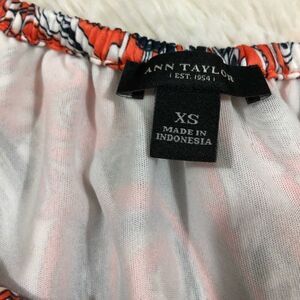 ANN TAYLOR
EST. 1954
XS
MADE IN
INDONESIA